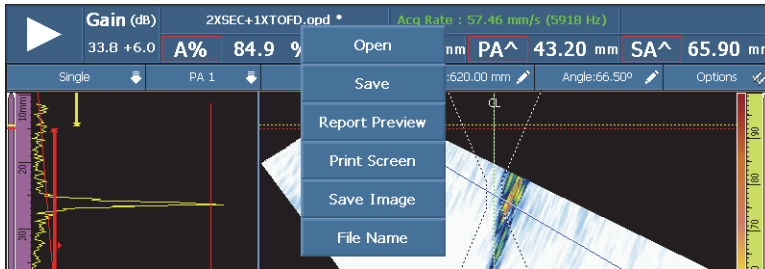 Gain (dB)
33.8 +6.0
2XSEC+1XTOFD.opd *
Acq Rate : 57.46 mm/s (5918 Hz)
A% 84.9 %
mm PA^ 43.20 mm SA^ 65.90
Single
PA 1
:620.00 mm
Angle:66.50º
Options
Open
Save
Report Preview
Print Screen
Save Image
File Name
CL
10mm|
20|
30|
|90
|80
|70